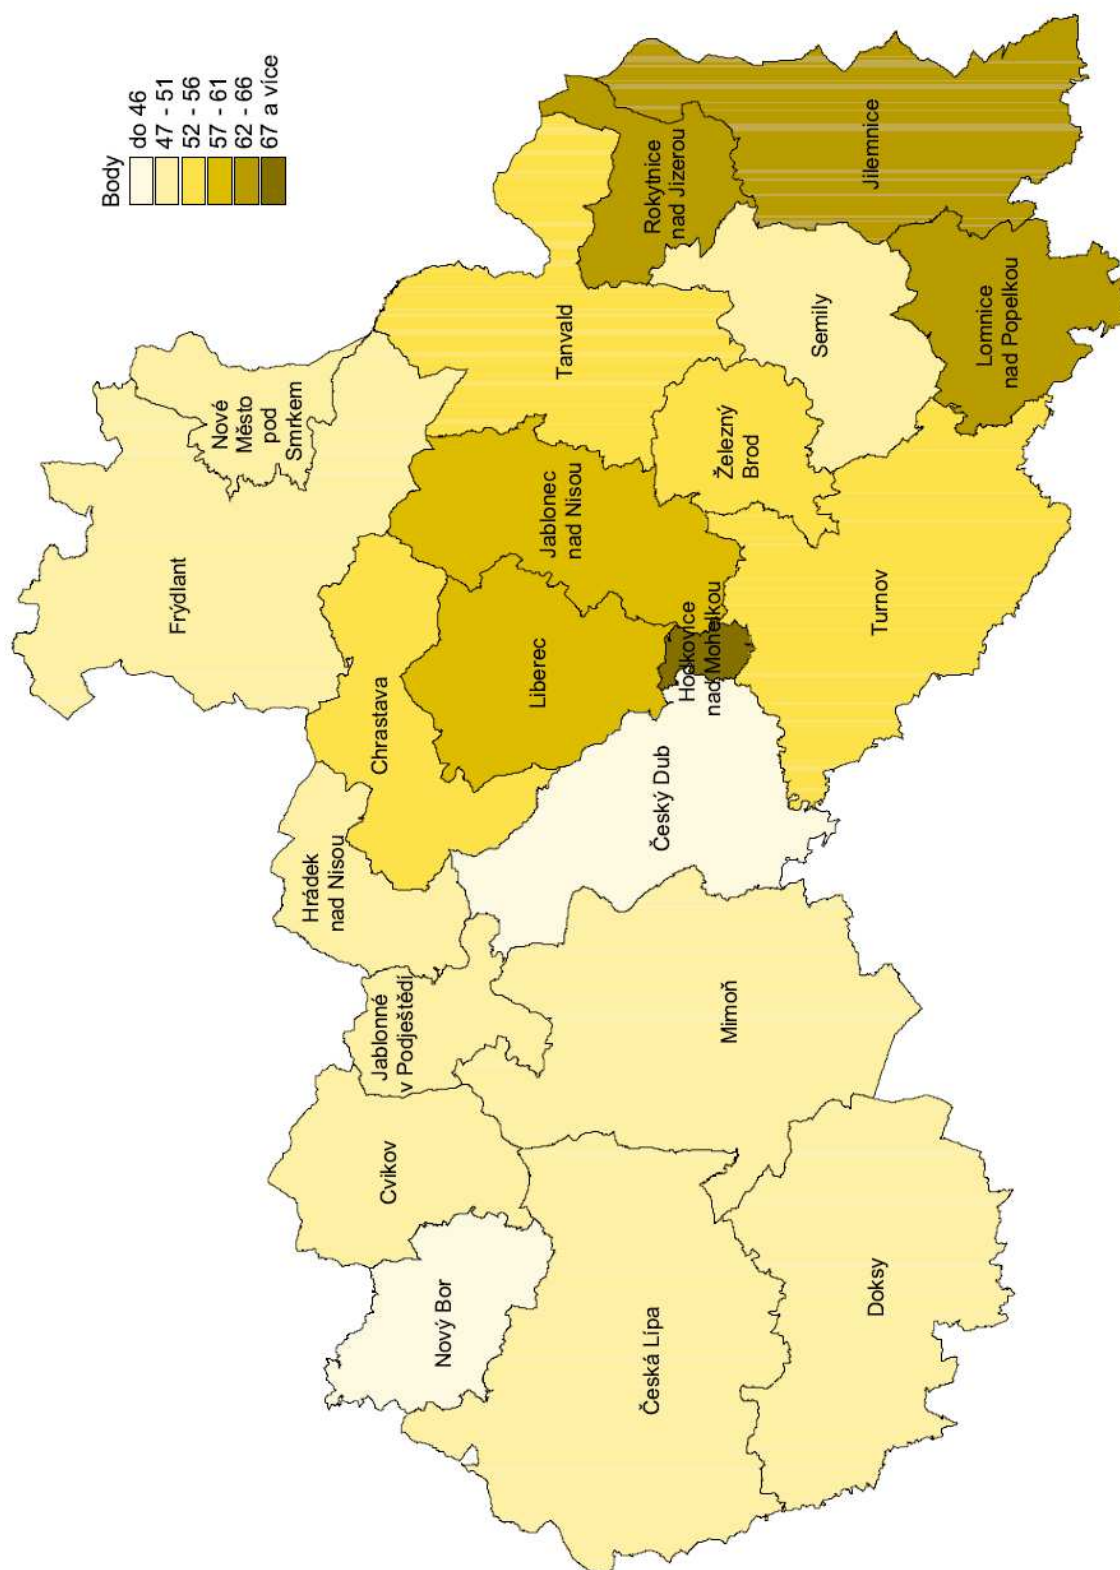 Body
do 46
47 - 51
52 - 56
57 - 61
62 - 66
67 a více
Frýdlant
Nové
Město
pod
Smrkem
Hrádek
nad Nisou
Chrastava
Jablonné
v Podještědí
Cvikov
Nový Bor
Liberec
Jablonec
nad Nisou
Tanvald
Rokytnice
nad Jizerou
Jilemnice
Česká Lípa
Mimoň
Český Dub
Hodkovice
nad Mohelkou
Železný
Brod
Semily
Lomnice
nad Popelkou
Turnov
Doksy